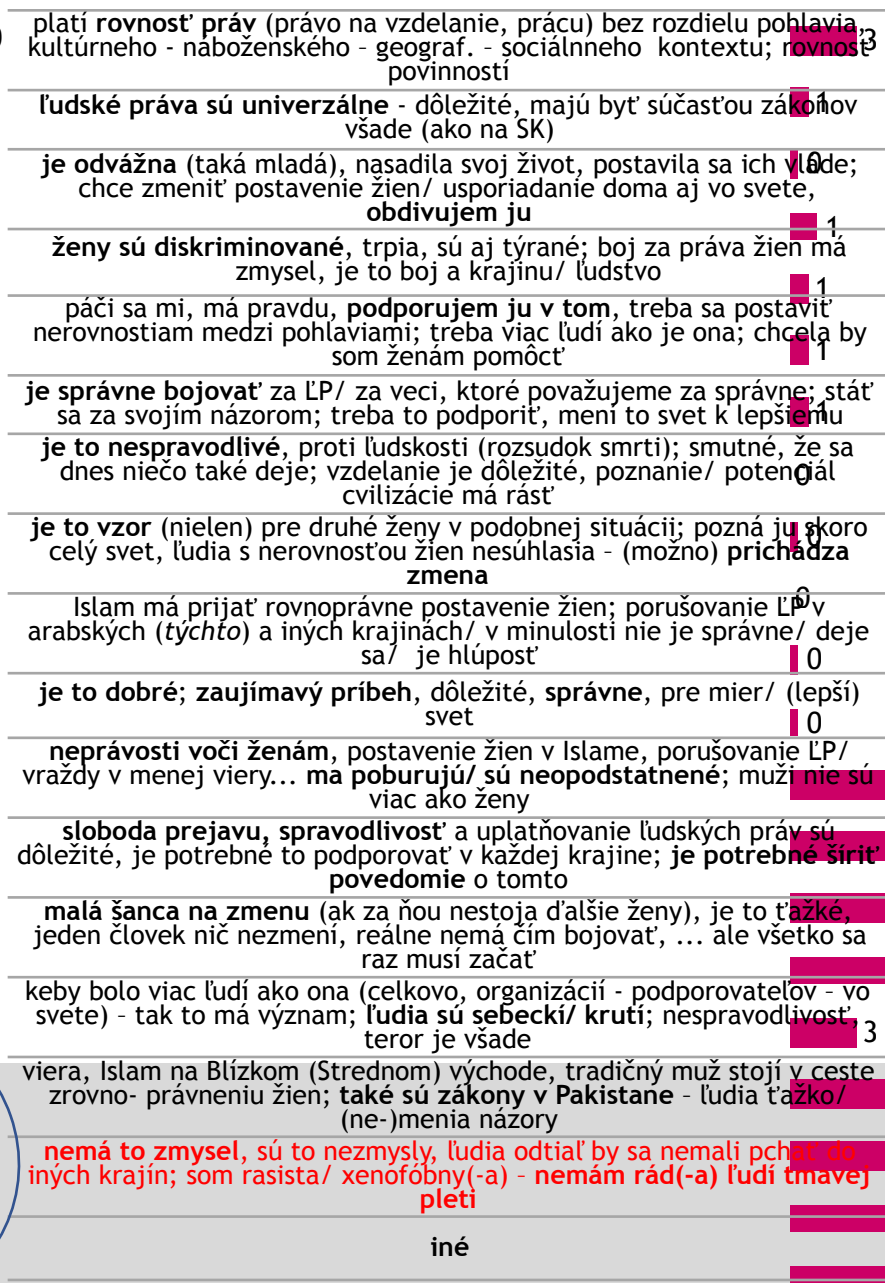 platí rovnosť práv (právo na vzdelanie, prácu) bez rozdielu pohlavia,
kultúrneho - náboženského – geograf. – sociálnneho kontextu; rovnosť
povinností
3
ľudské práva sú univerzálne - dôležité, majú byť súčasťou zákonov
všade (ako na SK)
1
je odvážna (taká mladá), nasadila svoj život, postavila sa ich vláde;
chce zmeniť postavenie žien/ usporiadanie doma aj vo svete,
obdivujem ju
0
ženy sú diskriminované, trpia, sú aj týrané; boj za práva žien má
zmysel, je to boj a krajinu/ ľudstvo
1
páči sa mi, má pravdu, podporujem ju v tom, treba sa postaviť
nerovnostiam medzi pohlaviami; treba viac ľudí ako je ona; chcela by
som ženám pomôcť
1
1
je správne bojovať za ĽP/ za veci, ktoré považujeme za správne; stáť
sa za svojím názorom; treba to podporiť, mení to svet k lepšiemu
1
je to nespravodlivé, proti ľudskosti (rozsudok smrti); smutné, že sa
dnes niečo také deje; vzdelanie je dôležité, poznanie/ potenciál
cvilizácie má rásť
0
je to vzor (nielen) pre druhé ženy v podobnej situácii; pozná ju skoro
celý svet, ľudia s nerovnosťou žien nesúhlasia – (možno) prichádza
zmena
0
Islam má prijať rovnoprávne postavenie žien; porušovanie ĽP v
arabských (týchto) a iných krajinách/ v minulosti nie je správne/ deje
sa/ je hlúposť
0
0
je to dobré; zaujímavý príbeh, dôležité, správne, pre mier/ (lepší)
svet
0
neprávosti voči ženám, postavenie žien v Islame, porušovanie ĽP/
vraždy v menej viery... ma poburujú/ sú neopodstatnené; muži nie sú
viac ako ženy
sloboda prejavu, spravodlivosť a uplatňovanie ľudských práv sú
dôležité, je potrebné to podporovať v každej krajine; je potrebné šíriť
povedomie o tomto
malá šanca na zmenu (ak za ňou nestoja ďalšie ženy), je to ťažké,
jeden človek nič nezmení, reálne nemá čím bojovať, ... ale všetko sa
raz musí začať
keby bolo viac ľudí ako ona (celkovo, organizácií - podporovateľov – vo
svete) – tak to má význam; ľudia sú sebeckí/ krutí; nespravodlivosť,
teror je všade
3
viera, Islam na Blízkom (Strednom) východe, tradičný muž stojí v ceste
zrovno- právneniu žien; také sú zákony v Pakistane – ľudia ťažko/
(ne-)menia názory
nemá to zmysel, sú to nezmysly, ľudia odtiaľ by sa nemali pchať do
iných krajín; som rasista/ xenofóbny(-a) – nemám rád(-a) ľudí tmavej
pleti
iné